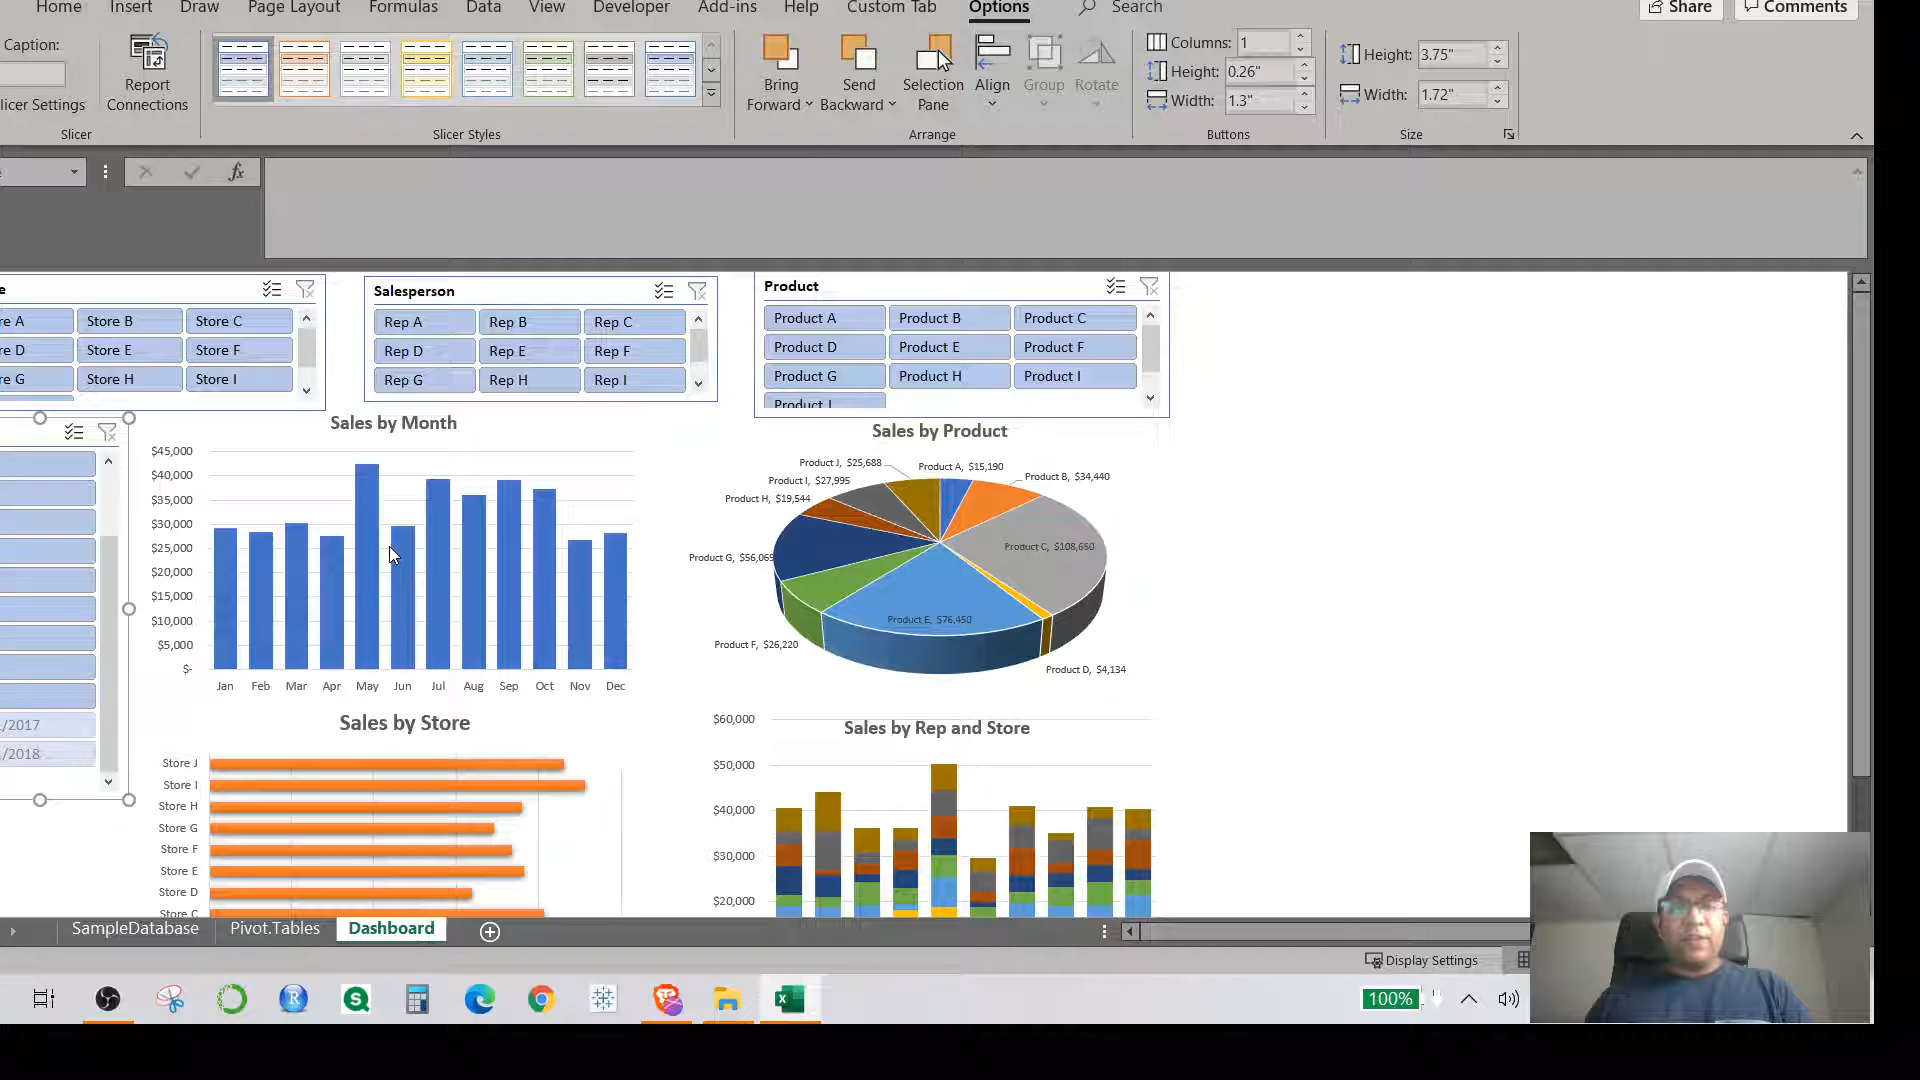 Home Insert Draw Page Layout Formulas Data View Developer Add-ins Help Custom Tab Options Search Share Comments
Caption:
Report
Connections
licer Settings
Slicer
Slicer Styles
Bring
Forward
Send
Backward
Selection
Pane
Align
Group
Rotate
Arrange
Columns: 1
Height: 0.26"
Width: 1.3"
Buttons
Height: 3.75"
Width: 1.72"
Size
fx
e
re A Store B Store C
re D Store E Store F
re G Store H Store I
Salesperson
Rep A Rep B Rep C
Rep D Rep E Rep F
Rep G Rep H Rep I
Product
Product A Product B Product C
Product D Product E Product F
Product G Product H Product I
Product J
/2017
/2018
Sales by Month
$45,000
$40,000
$35,000
$30,000
$25,000
$20,000
$15,000
$10,000
$5,000
$-
Jan Feb Mar Apr May Jun Jul Aug Sep Oct Nov Dec
Sales by Product
Product J, $25,688
Product A, $15,190
Product I, $27,995
Product B, $34,440
Product H, $19,544
Product C, $108,650
Product G, $56,065
Product E, $76,450
Product F, $26,220
Product D, $4,134
Sales by Store
Store J
Store I
Store H
Store G
Store F
Store E
Store D
Store C
Sales by Rep and Store
$60,000
$50,000
$40,000
$30,000
$20,000
SampleDatabase Pivot.Tables Dashboard
Display Settings
100%